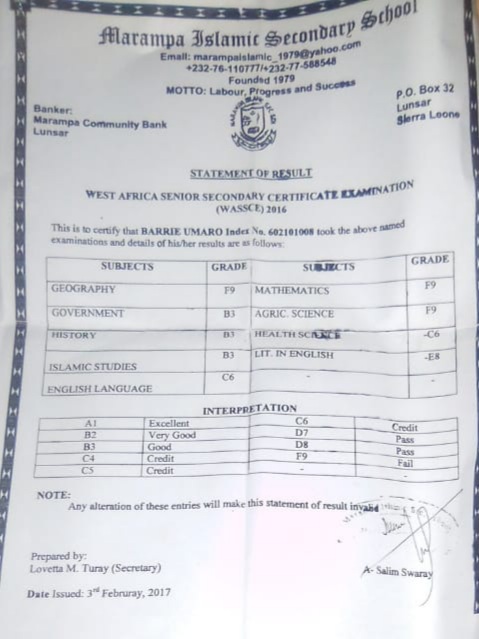 Marampa Islamic Secondary School
Email: marampaislamic_1979@yahoo.com
+232-76-110777/+232-77-588548
Founded 1979
MOTTO: Labour, Progress and Success
Banker:
Marampa Community Bank
Lunsar
P.O. Box 32
Lunsar
Sierra Leone
STATEMENT OF RESULT
WEST AFRICA SENIOR SECONDARY CERTIFICATE EXAMINATION
(WASSCE) 2016
This is to certify that BARRIE UMARO Index No. 602101008 took the above named
examinations and details of his/her results are as follows:
SUBJECTS GRADE SUBJECTS GRADE
GEOGRAPHY F9 MATHEMATICS F9
GOVERNMENT B3 AGRIC. SCIENCE F9
HISTORY B3 HEALTH SCIENCE -C6
ISLAMIC STUDIES B3 LIT. IN ENGLISH -E8
ENGLISH LANGUAGE C6 - -
INTERPRETATION
A1 Excellent C6 Credit
B2 Very Good D7 Pass
B3 Good D8 Pass
C4 Credit F9 Fail
C5 Credit - -
NOTE:
Any alteration of these entries will make this statement of result invalid
Prepared by:
Lovetta M. Turay (Secretary)
A- Salim Swaray
Date Issued: 3rd Februray, 2017